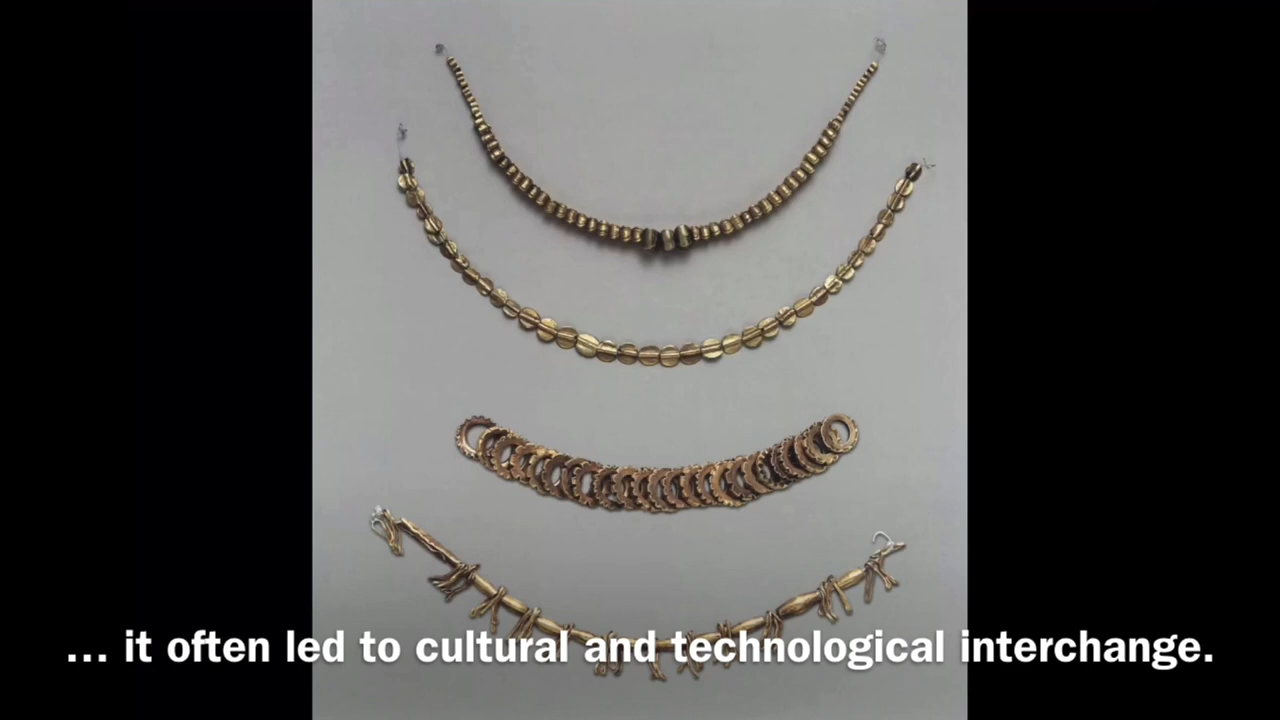 ... it often led to cultural and technological interchange.